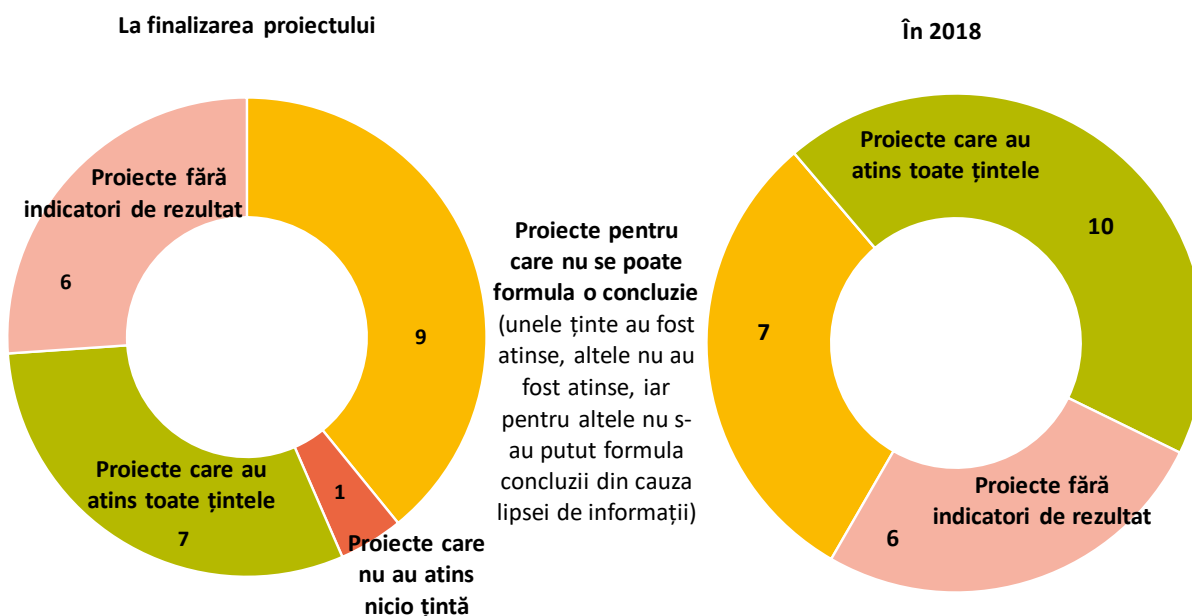 La finalizarea proiectului
Proiecte fără
indicatori de rezultat
6
9
Proiecte care au
atins toate țintele
7
1
Proiecte care
nu au atins
nicio țintă
Proiecte pentru
care nu se poate
formula o concluzie
(unele ținte au fost
atinse, altele nu au
fost atinse, iar
pentru altele nu s-
au putut formula
concluzii din cauza
lipsei de informații)
În 2018
Proiecte care au
atins toate țintele
10
7
Proiecte fără
indicatori de rezultat
6